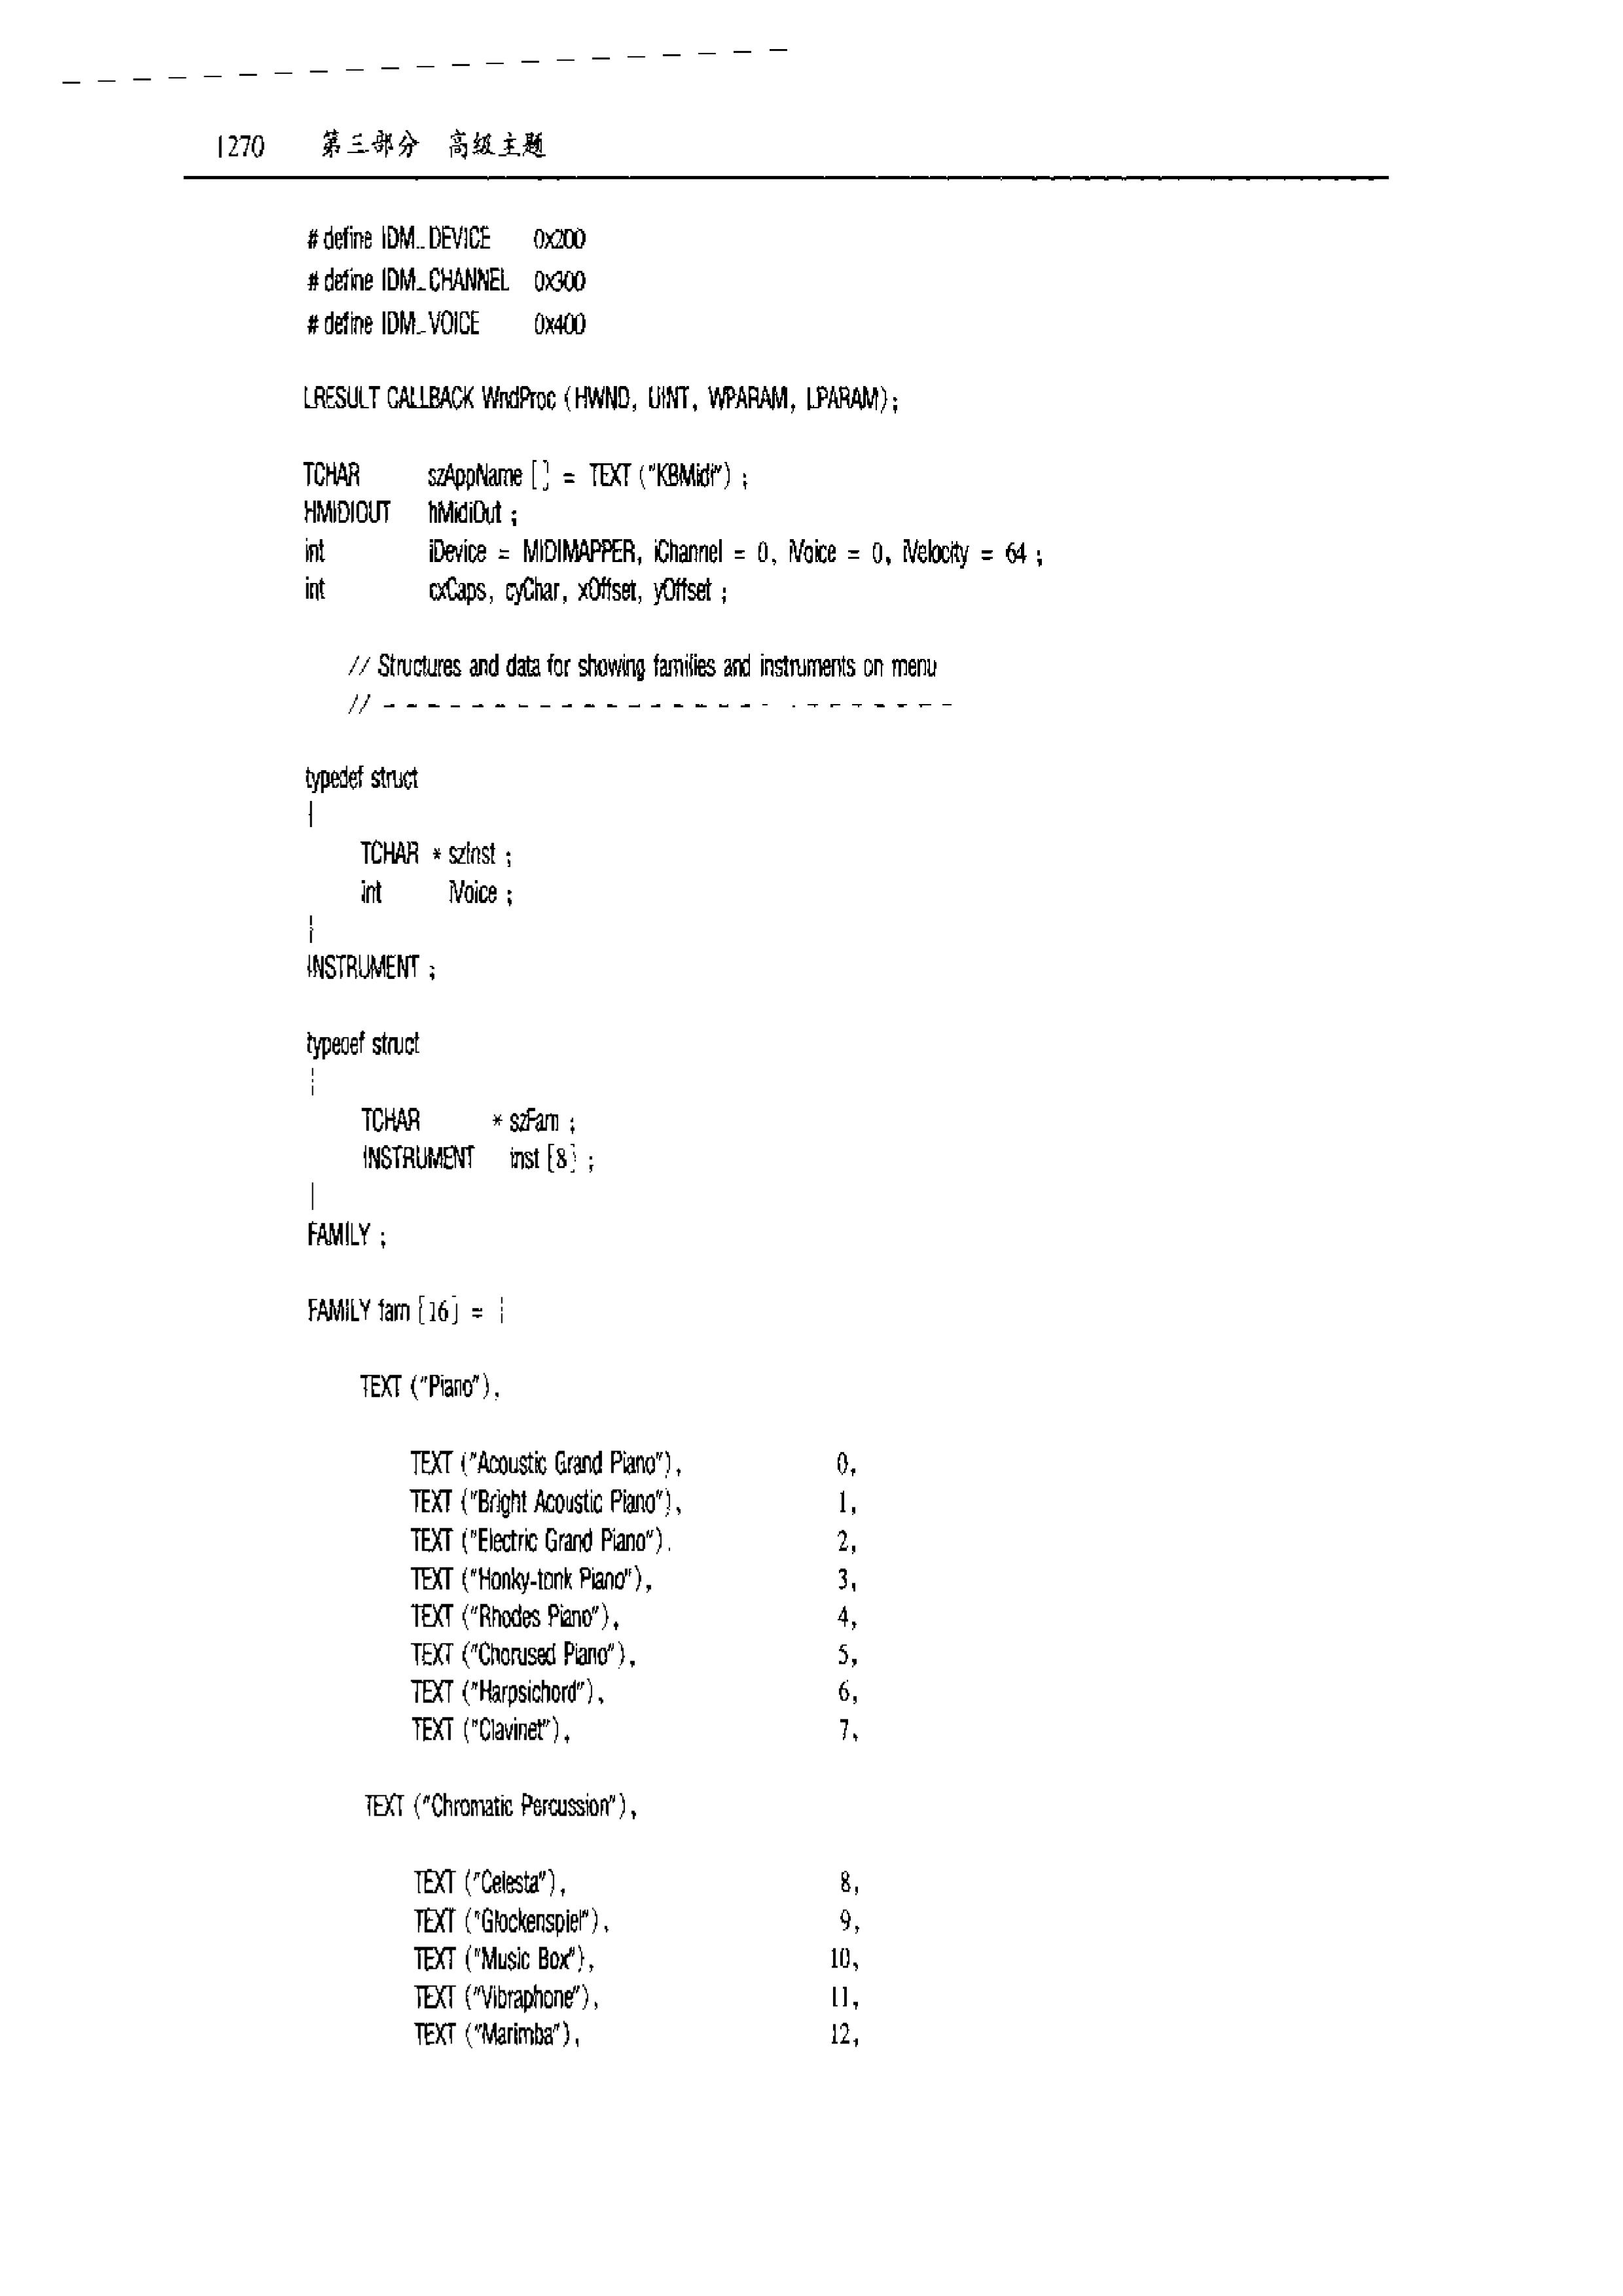 1270 第三部分 高级主题
# define IDM_DEVICE 0x200
# define IDM_CHANNEL 0x300
# define IDM_VOICE 0x400
LRESULT CALLBACK WndProc (HWND, UINT, WPARAM, LPARAM);
TCHAR szAppName [] = TEXT ("KBMidi") ;
HMIDIOUT hMidiOut ;
int iDevice = MIDIMAPPER, iChannel = 0, iVoice = 0, iVelocity = 64 ;
int cxCaps, cyChar, xOffset, yOffset ;
// Structures and data for showing families and instruments on menu
// - - - - - - - - - - - - - - - - - - - - - - - - - -
typedef struct
{
TCHAR * szInst ;
int iVoice ;
}
INSTRUMENT ;
typedef struct
{
TCHAR * szFam ;
INSTRUMENT inst [8] ;
}
FAMILY ;
FAMILY fam [16] = {
TEXT ("Piano"),
TEXT ("Acoustic Grand Piano"), 0,
TEXT ("Bright Acoustic Piano"), 1,
TEXT ("Electric Grand Piano"), 2,
TEXT ("Honky-tonk Piano"), 3,
TEXT ("Rhodes Piano"), 4,
TEXT ("Chorused Piano"), 5,
TEXT ("Harpsichord"), 6,
TEXT ("Clavinet"), 7,
TEXT ("Chromatic Percussion"),
TEXT ("Celesta"), 8,
TEXT ("Glockenspiel"), 9,
TEXT ("Music Box"), 10,
TEXT ("Vibraphone"), 11,
TEXT ("Marimba"), 12,